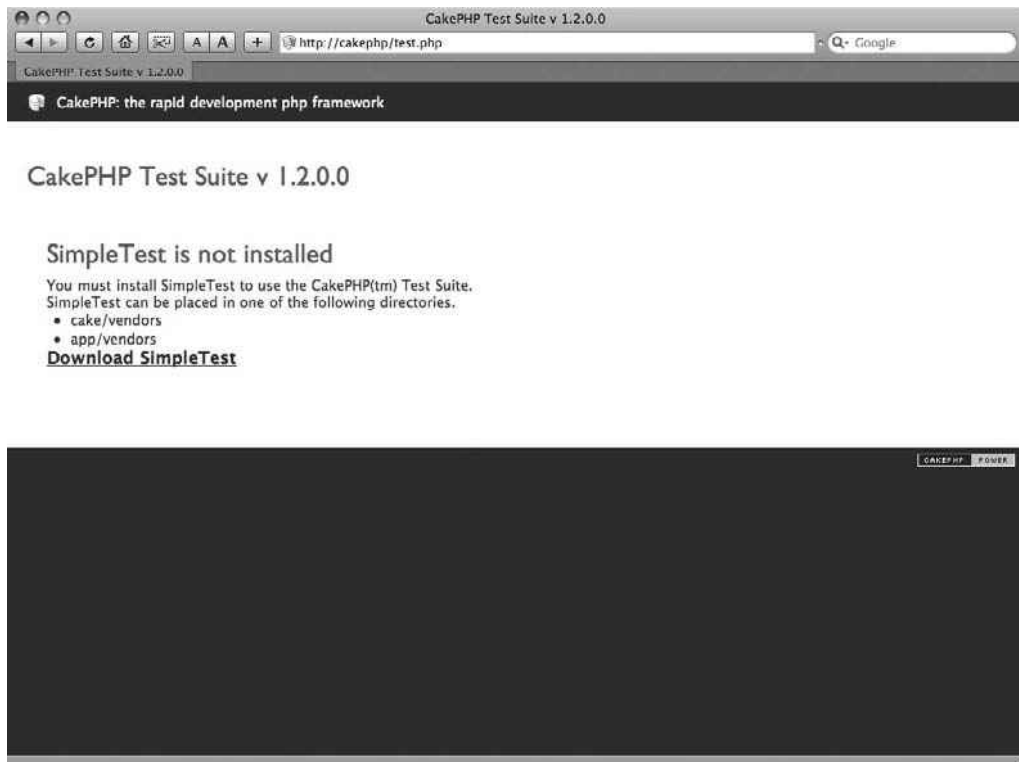 CakePHP Test Suite v 1.2.0.0
A A + http://cakephp/test.php Q Google
CakePHP Test Suite v 1.2.0.0
CakePHP: the rapid development php framework
CakePHP Test Suite v 1.2.0.0
SimpleTest is not installed
You must install SimpleTest to use the CakePHP(tm) Test Suite.
SimpleTest can be placed in one of the following directories.
• cake/vendors
• app/vendors
Download SimpleTest
CAKEPHP POWER